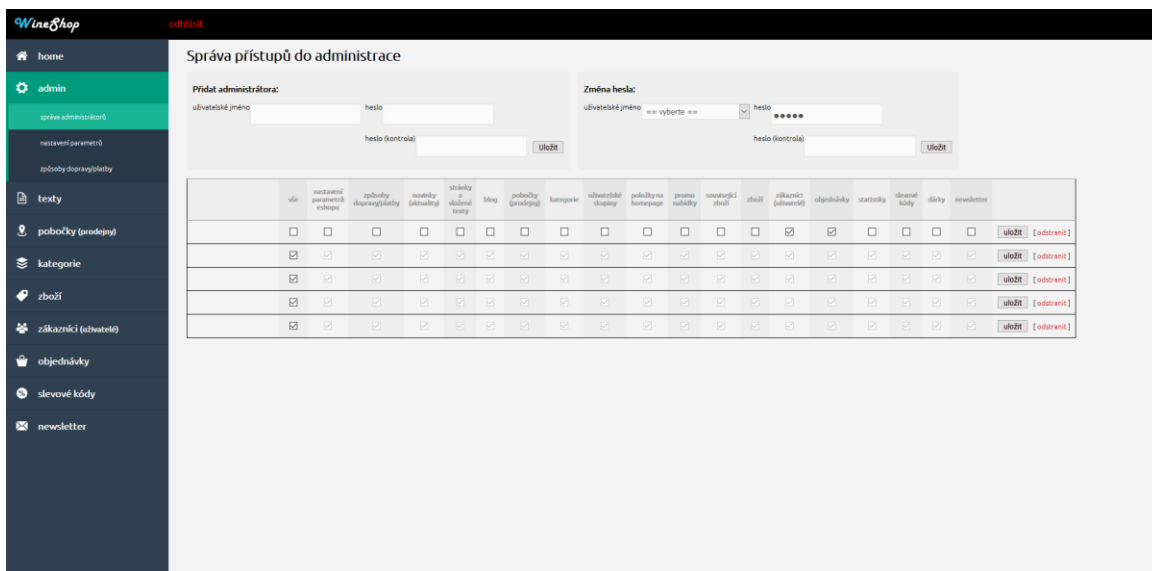 WineShop
odhlásit
home
admin
správa administrátorů
nastavení parametrů
způsoby dopravy/platby
texty
pobočky (prodejny)
kategorie
zboží
zákazníci (uživatelé)
objednávky
slevové kódy
newsletter
Správa přístupů do administrace
Přidat administrátora:
uživatelské jméno
heslo
heslo (kontrola)
Uložit
Změna hesla:
uživatelské jméno
== vyberte ==
heslo
heslo (kontrola)
Uložit
vše
nastavení
parametrů
eshopu
způsoby
dopravy/platby
novinky
(aktuality)
stránky
a
vložené
texty
blog
pobočky
(prodejny)
kategorie
uživatelské
skupiny
položky na
homepage
promo
nabídky
související
zboží
zboží
zákazníci
(uživatelé)
objednávky
statistiky
slevové
kódy
dárky
newsletter
uložit [ odstranit ]
uložit [ odstranit ]
uložit [ odstranit ]
uložit [ odstranit ]
uložit [ odstranit ]